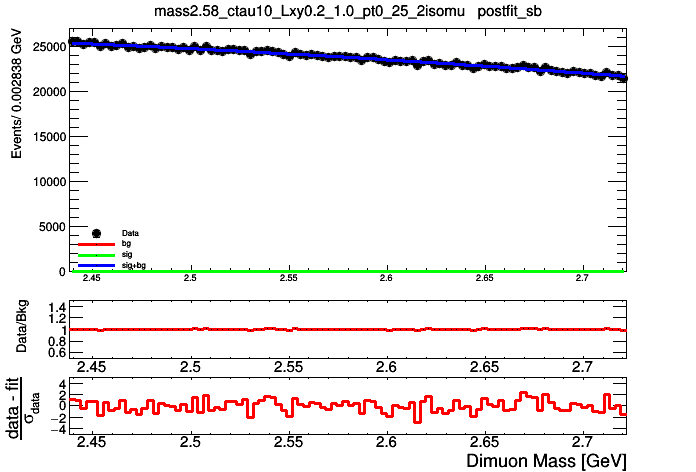 mass2.58_ctau10_Lxy0.2_1.0_pt0_25_2isomu postfit_sb
Events/ 0.002838 GeV
25000
20000
15000
10000
5000
0
Data
bg
sig
sig+bg
2.45 2.5 2.55 2.6 2.65 2.7
Data/Bkg
1.4
1.2
1
0.8
0.6
2.45 2.5 2.55 2.6 2.65 2.7
data - fit
σdata
4
2
0
−2
−4
2.45 2.5 2.55 2.6 2.65 2.7
Dimuon Mass [GeV]